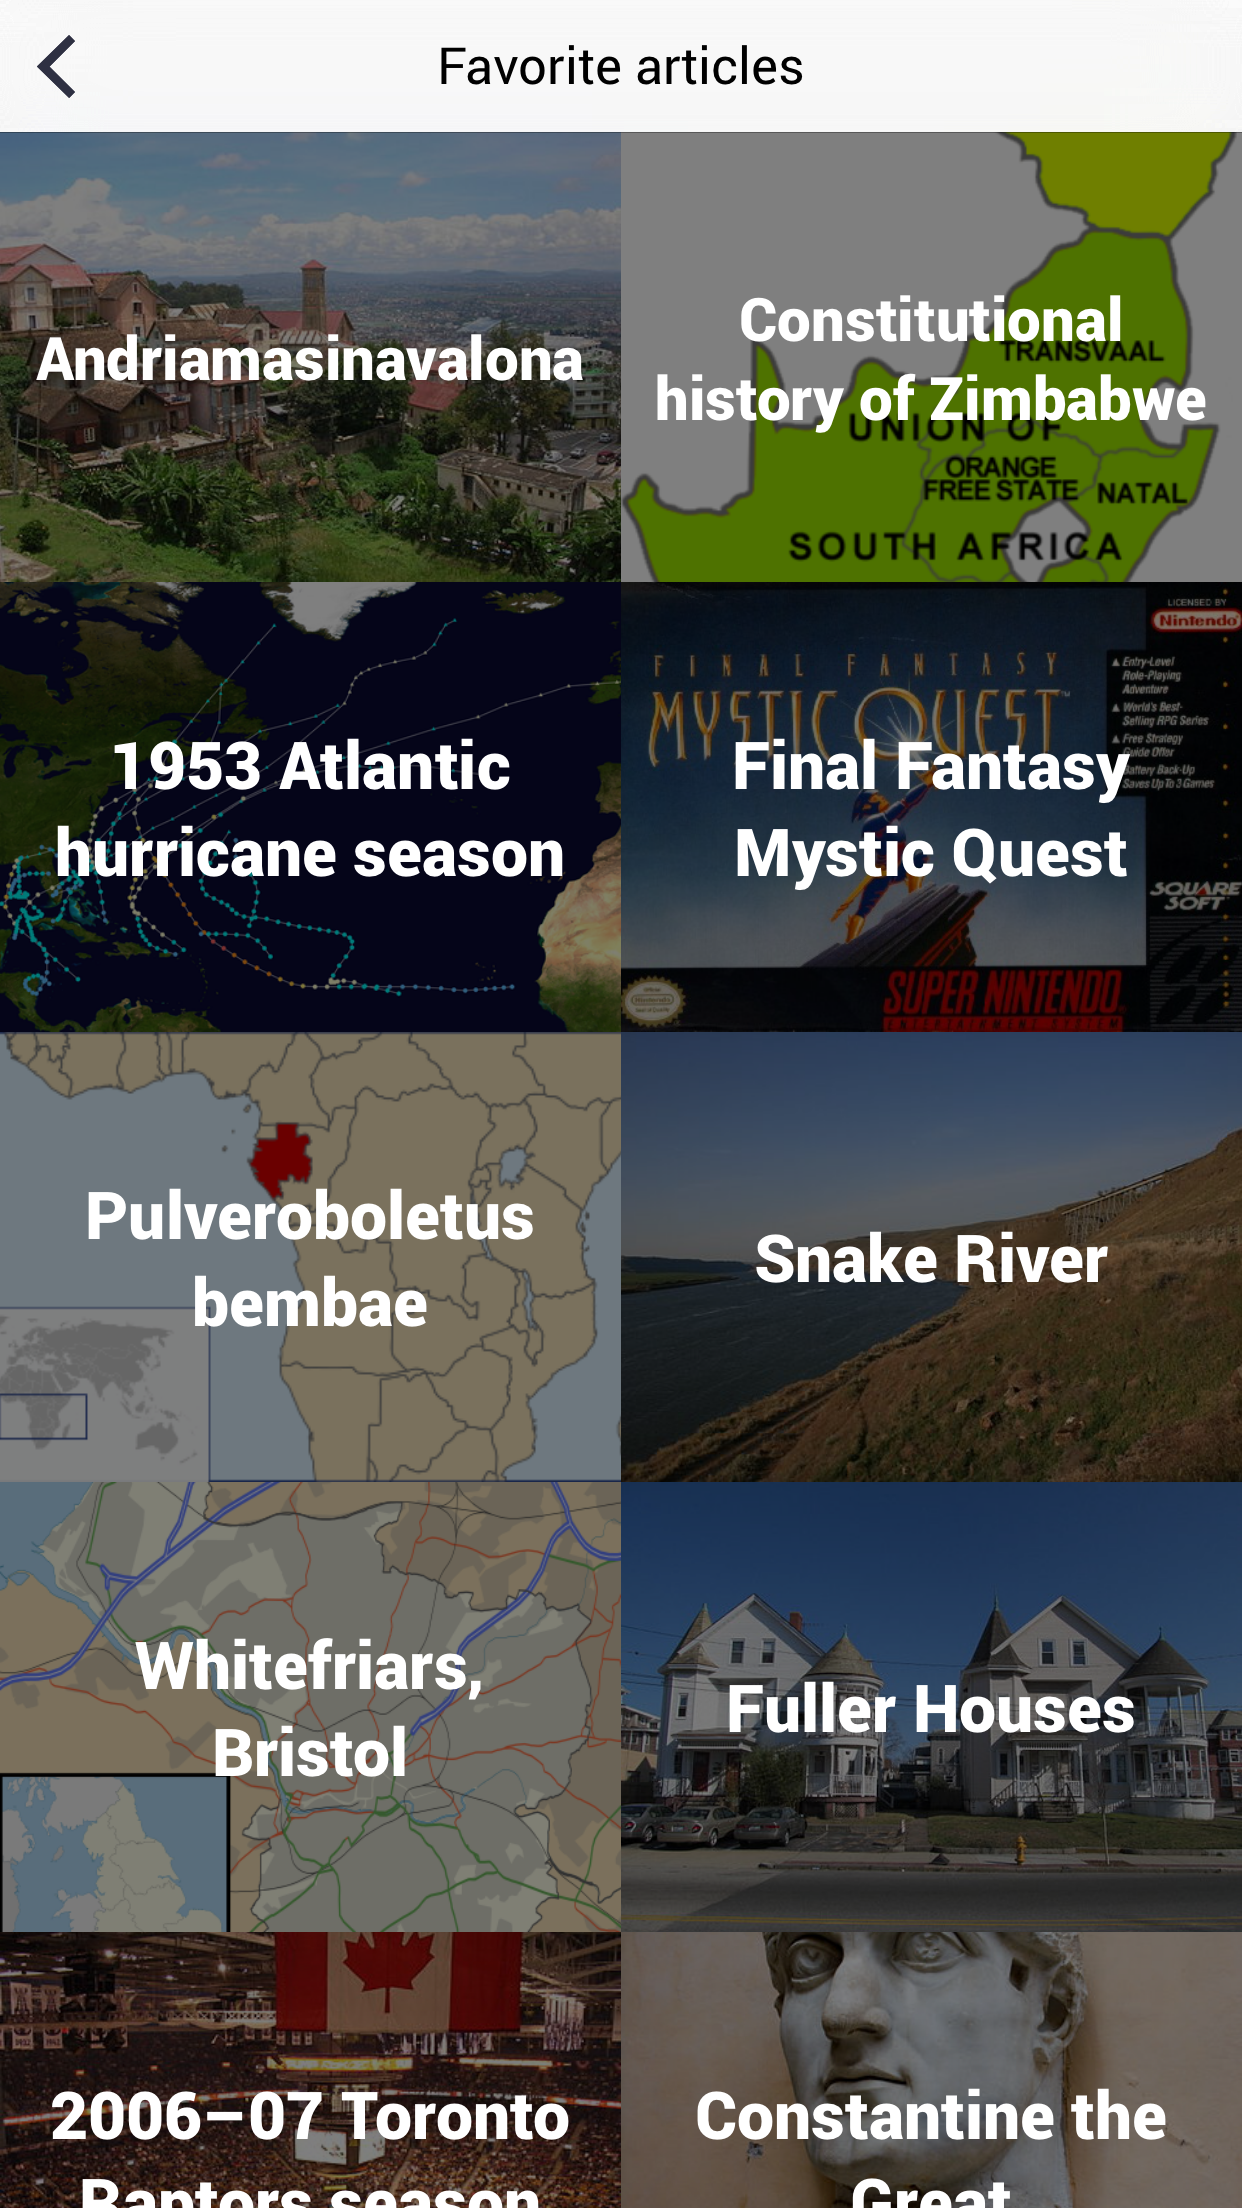 Favorite articles
Andriamasinavalona
Constitutional
history of Zimbabwe
TRANSVAAL
UNION OF
ORANGE
FREE STATE
NATAL
SOUTH AFRICA
1953 Atlantic
hurricane season
LICENSED BY
Nintendo
FINAL FANTASY
MYSTIC QUEST
Entry-Level
Role-Playing
Adventure
World's Best-
Selling RPG Series
Free Strategy
Guide Offer
Battery Back-Up
Saves Up To 3 Games
Final Fantasy
Mystic Quest
SQUARE
SOFT
SUPER NINTENDO
ENTERTAINMENT SYSTEM
Pulveroboletus
bembae
Snake River
Whitefriars,
Bristol
Fuller Houses
2006–07 Toronto
Raptors season
Constantine the
Great